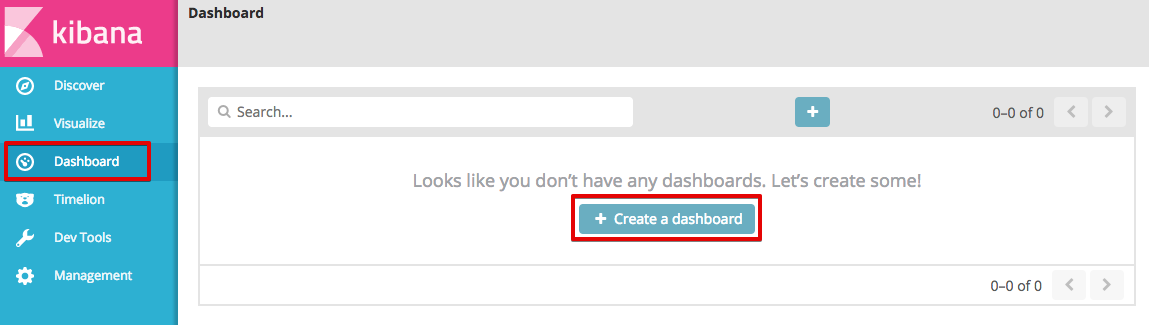 kibana
Discover
Visualize
Dashboard
Timelion
Dev Tools
Management
Dashboard
Search...
+
0–0 of 0
Looks like you don’t have any dashboards. Let’s create some!
+ Create a dashboard
0–0 of 0